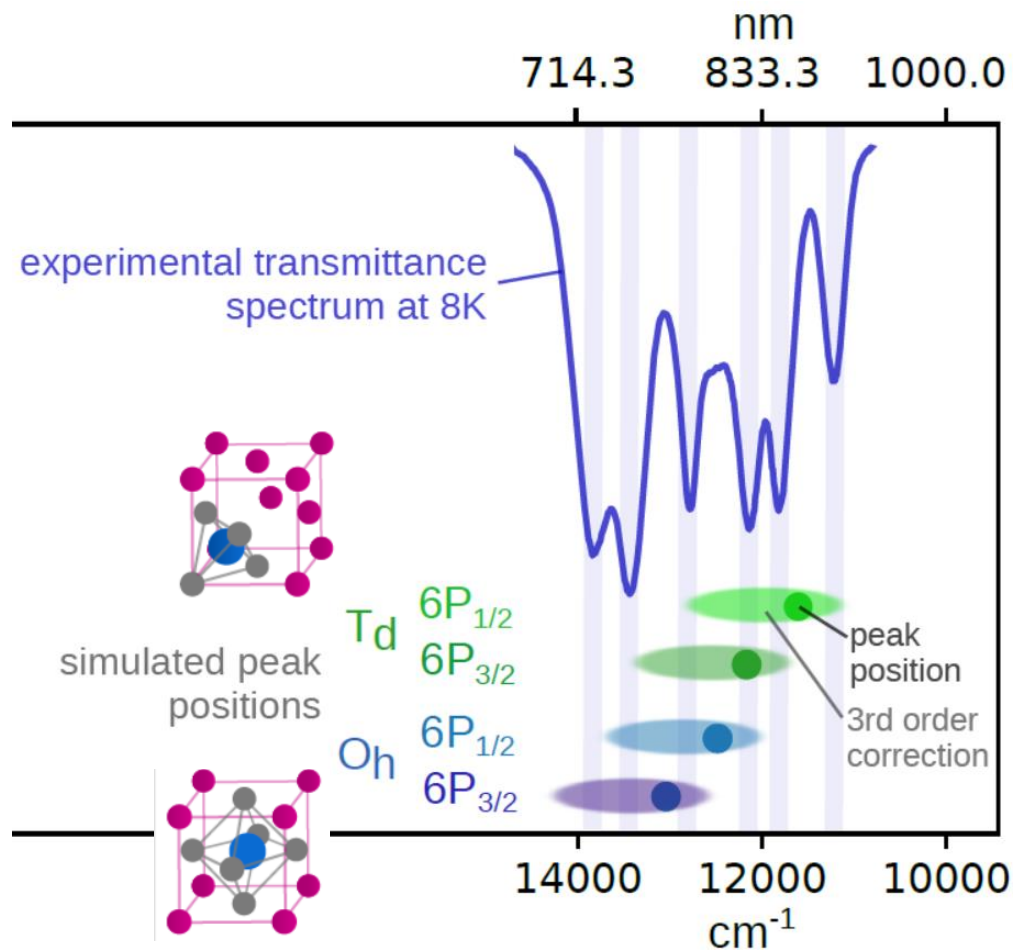 nm
714.3 833.3 1000.0
experimental transmittance
spectrum at 8K
Td
6P1/2
6P3/2
peak
position
simulated peak
positions
3rd order
correction
Oh
6P1/2
6P3/2
14000 12000 10000
cm-1